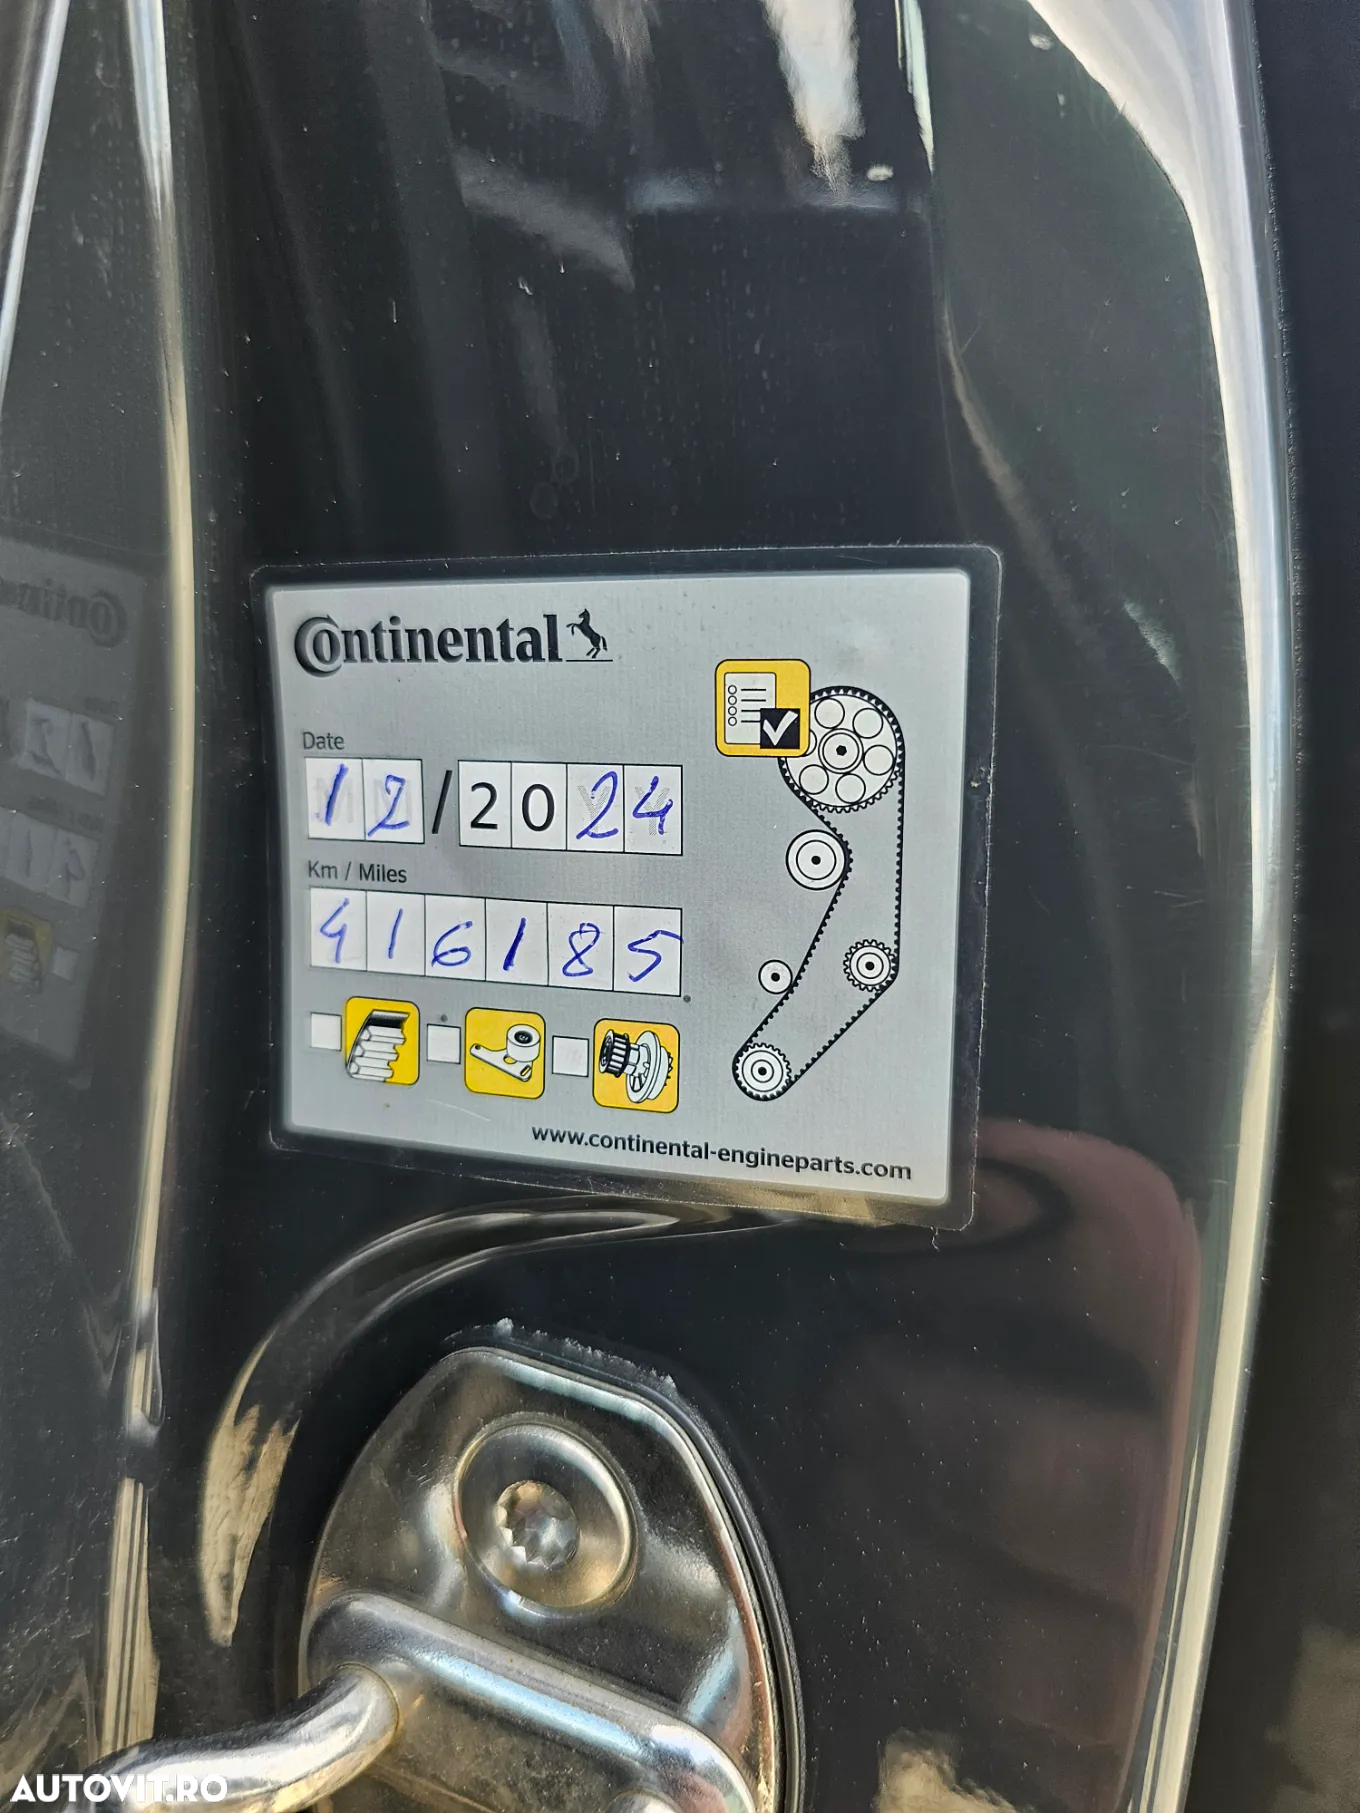 Continental
Date
12/2024
Km / Miles
416185
www.continental-engineparts.com
AUTOVIT.RO